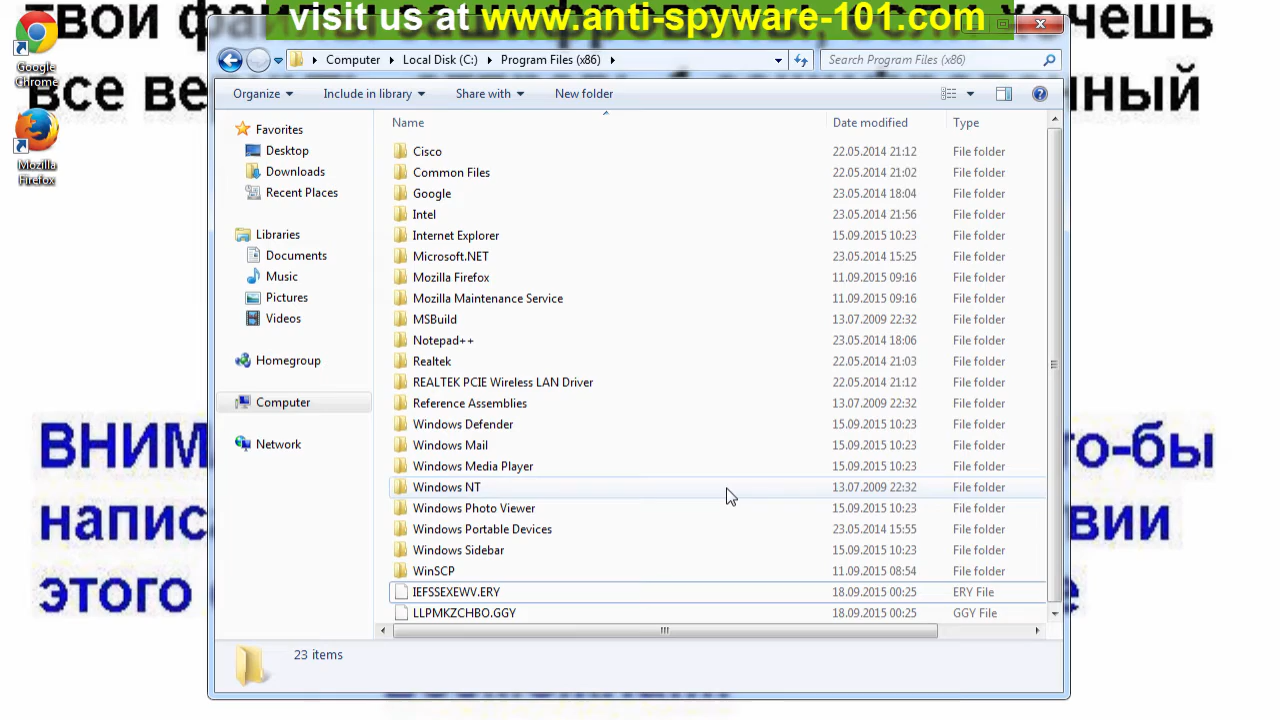 visit us at www.anti-spyware-101.com
твои файлы зашифрованы, если хочешь
все ве
нный
Google
Chrome
Mozilla
Firefox
Computer Local Disk (C:) Program Files (x86)
Search Program Files (x86)
Organize Include in library Share with New folder
Name Date modified Type
Favorites
Desktop
Downloads
Recent Places
Libraries
Documents
Music
Pictures
Videos
Homegroup
Computer
Network
Cisco 22.05.2014 21:12 File folder
Common Files 22.05.2014 21:02 File folder
Google 23.05.2014 18:04 File folder
Intel 23.05.2014 21:56 File folder
Internet Explorer 15.09.2015 10:23 File folder
Microsoft.NET 23.05.2014 15:25 File folder
Mozilla Firefox 11.09.2015 09:16 File folder
Mozilla Maintenance Service 11.09.2015 09:16 File folder
MSBuild 13.07.2009 22:32 File folder
Notepad++ 23.05.2014 18:06 File folder
Realtek 22.05.2014 21:03 File folder
REALTEK PCIE Wireless LAN Driver 22.05.2014 21:12 File folder
Reference Assemblies 13.07.2009 22:32 File folder
Windows Defender 15.09.2015 10:23 File folder
Windows Mail 15.09.2015 10:23 File folder
Windows Media Player 15.09.2015 10:23 File folder
Windows NT 13.07.2009 22:32 File folder
Windows Photo Viewer 15.09.2015 10:23 File folder
Windows Portable Devices 23.05.2014 15:55 File folder
Windows Sidebar 15.09.2015 10:23 File folder
WinSCP 11.09.2015 08:54 File folder
IEFSSEXEWV.ERY 18.09.2015 00:25 ERY File
LLPMKZCHBO.GGY 18.09.2015 00:25 GGY File
23 items
ВНИМ то-бы
напис вии
этого е